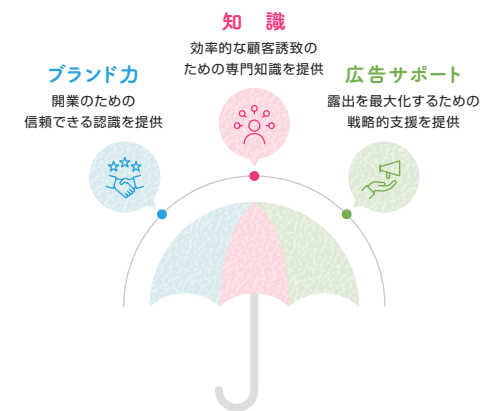 知　識
効率的な顧客誘致の
ための専門知識を提供
ブランド力
開業のための
信頼できる認識を提供
広告サポート
露出を最大化するための
戦略的支援を提供